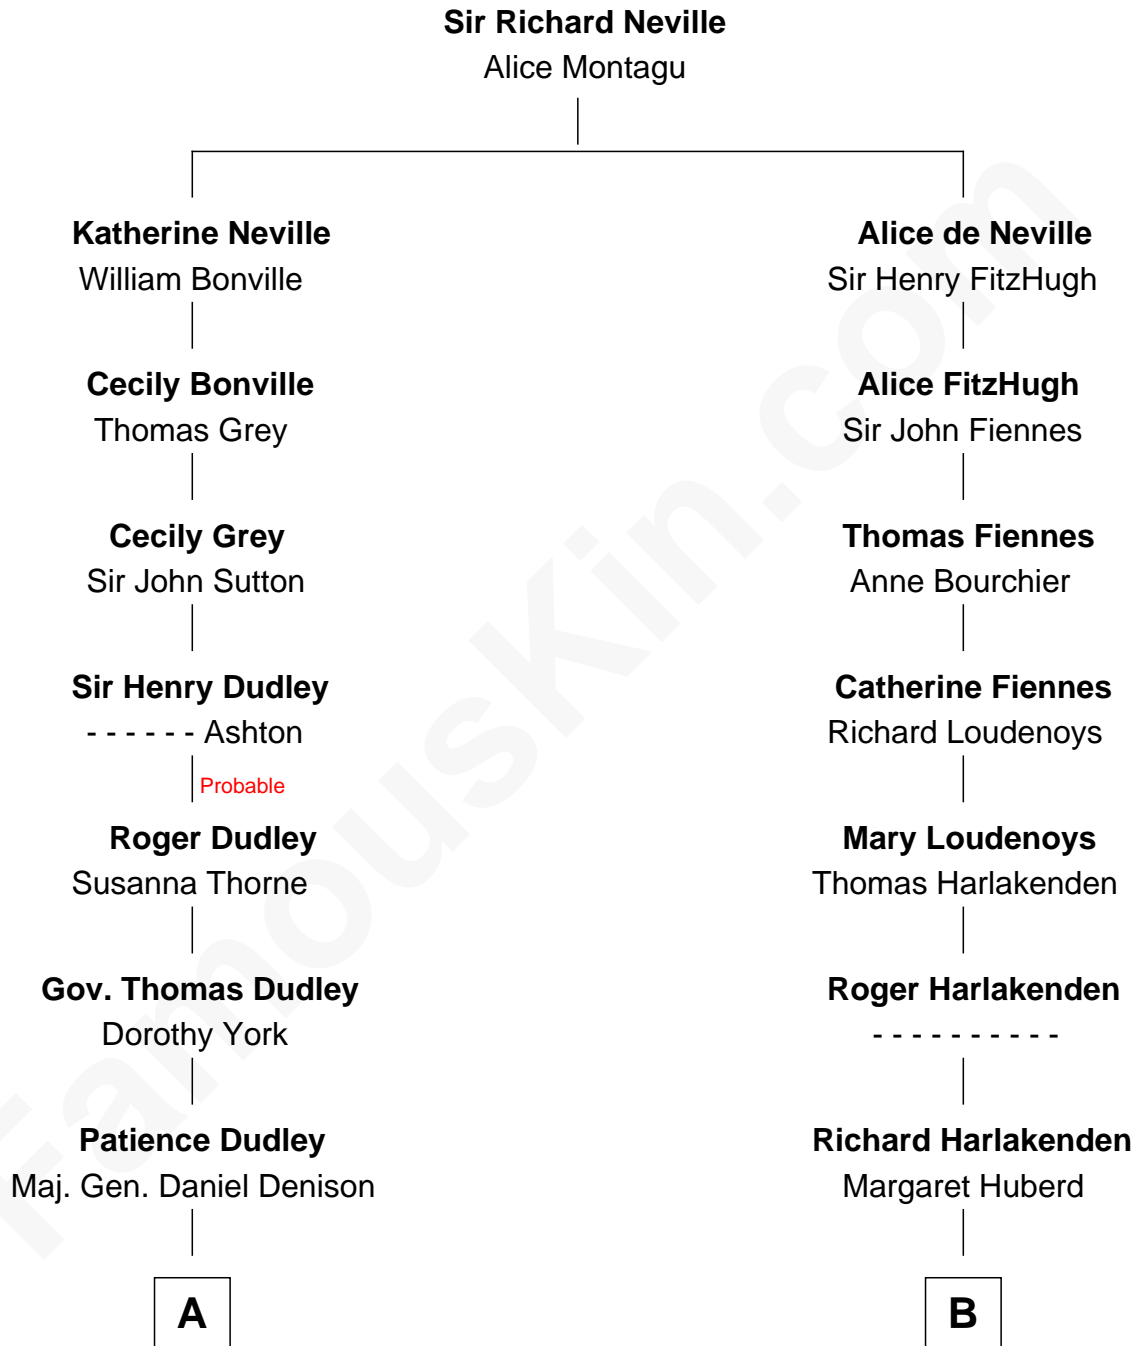 Sir Richard Neville
Alice Montagu
Katherine Neville
William Bonville
Alice de Neville
Sir Henry FitzHugh
Cecily Bonville
Thomas Grey
Alice FitzHugh
Sir John Fiennes
Cecily Grey
Sir John Sutton
Thomas Fiennes
Anne Bourchier
Sir Henry Dudley
- - - - - - Ashton
Probable
Catherine Fiennes
Richard Loudenoys
Roger Dudley
Susanna Thorne
Mary Loudenoys
Thomas Harlakenden
Gov. Thomas Dudley
Dorothy York
Roger Harlakenden
- - - - - - - - - -
Patience Dudley
Maj. Gen. Daniel Denison
Richard Harlakenden
Margaret Huberd
A
B
FamousKin.com